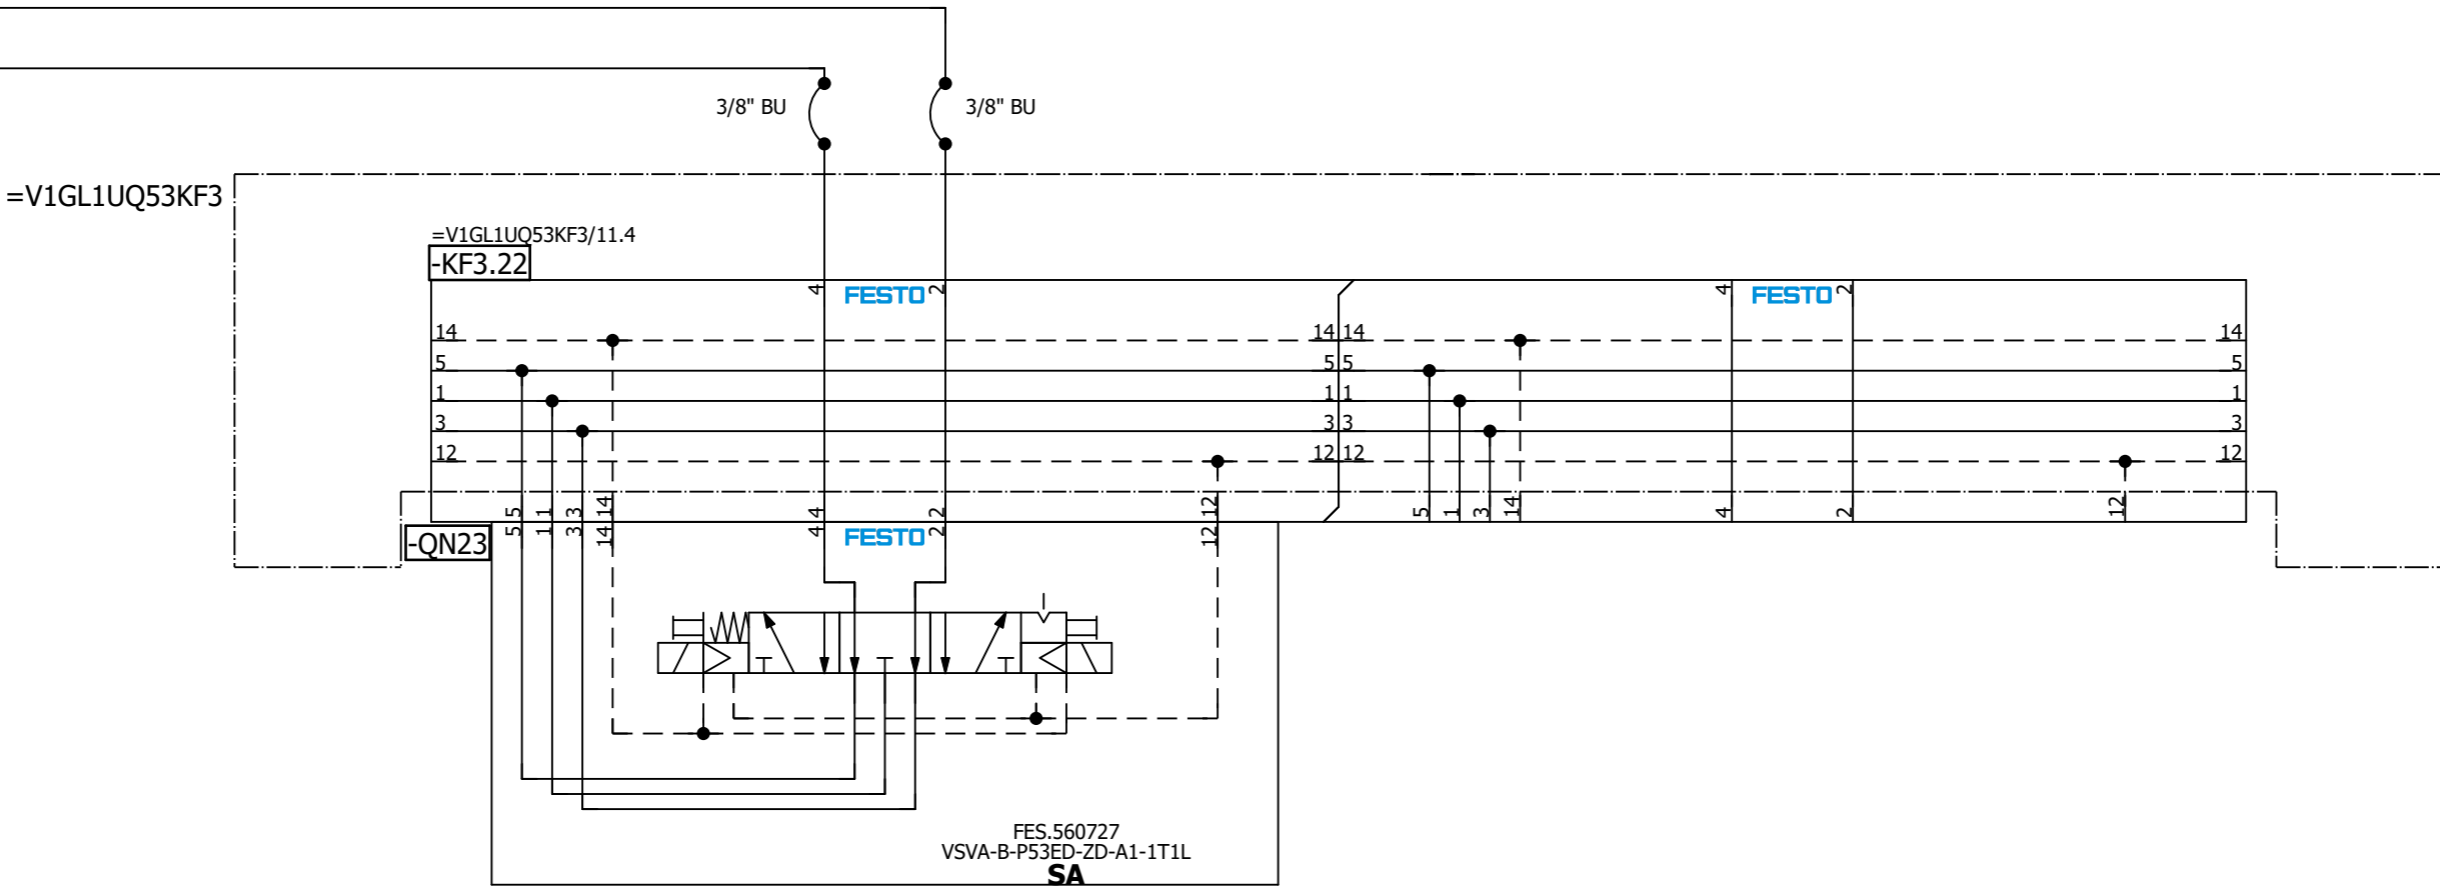 3/8" BU 3/8" BU
=V1GL1UQ53KF3
=V1GL1UQ53KF3/11.4
-KF3.22
4 FESTO 2 4 FESTO 2
14 14 14 14
5 5 5 5
1 1 1 1
3 3 3 3
12 12 12 12
5 1 3 14 4 2 12 5 1 3 14 4 2 12
-QN23 5 1 3 14 4 FESTO 2 12
FES.560727
VSVA-B-P53ED-ZD-A1-1T1L
SA